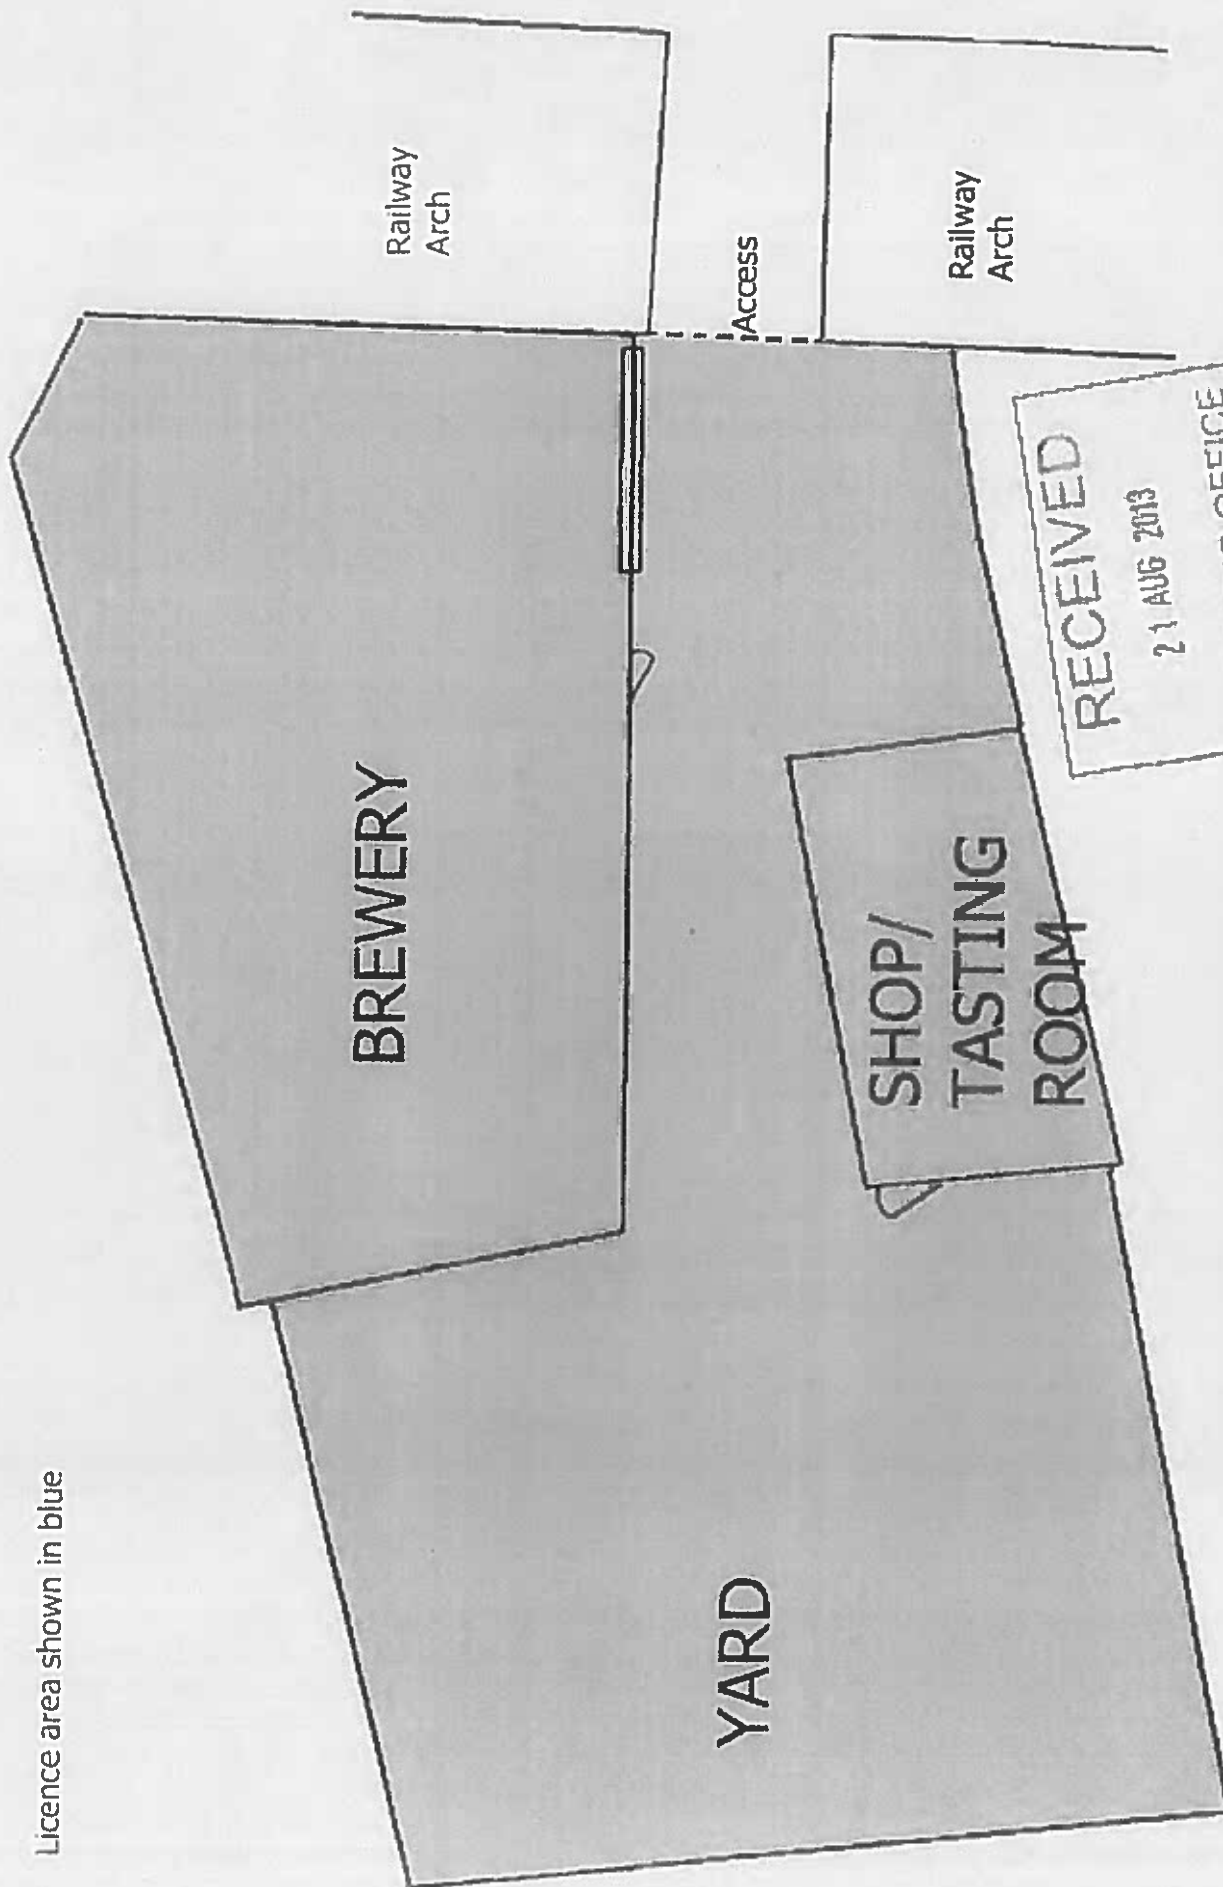 Licence area shown in blue
Railway
Arch
BREWERY
Access
Railway
Arch
YARD
SHOP/
TASTING
ROOM
RECEIVED
21 AUG 2013